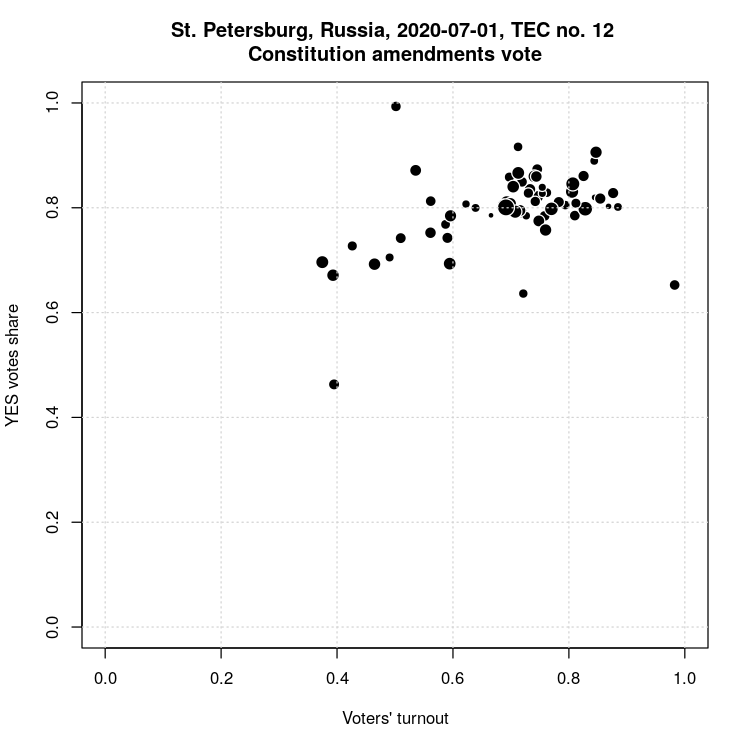 St. Petersburg, Russia, 2020-07-01, TEC no. 12
Constitution amendments vote
1.0
0.8
0.6
0.4
0.2
0.0
YES votes share
0.0 0.2 0.4 0.6 0.8 1.0
Voters' turnout